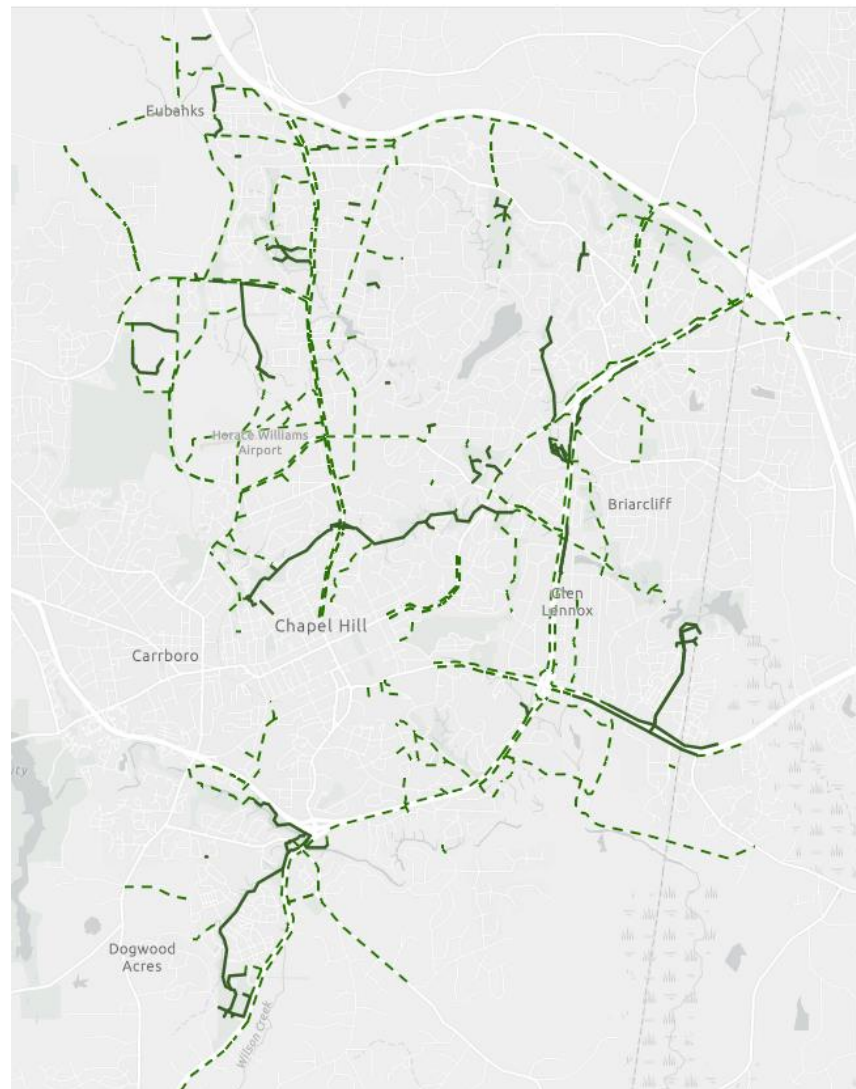 Eubanks
Horace Williams
Airport
Briarcliff
Glen
Lennox
Chapel Hill
Carrboro
Dogwood
Acres
Wilson Creek